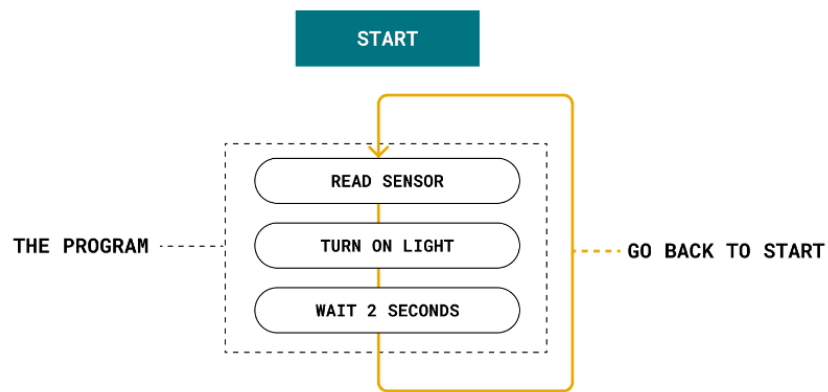 START
READ SENSOR
THE PROGRAM
TURN ON LIGHT
GO BACK TO START
WAIT 2 SECONDS